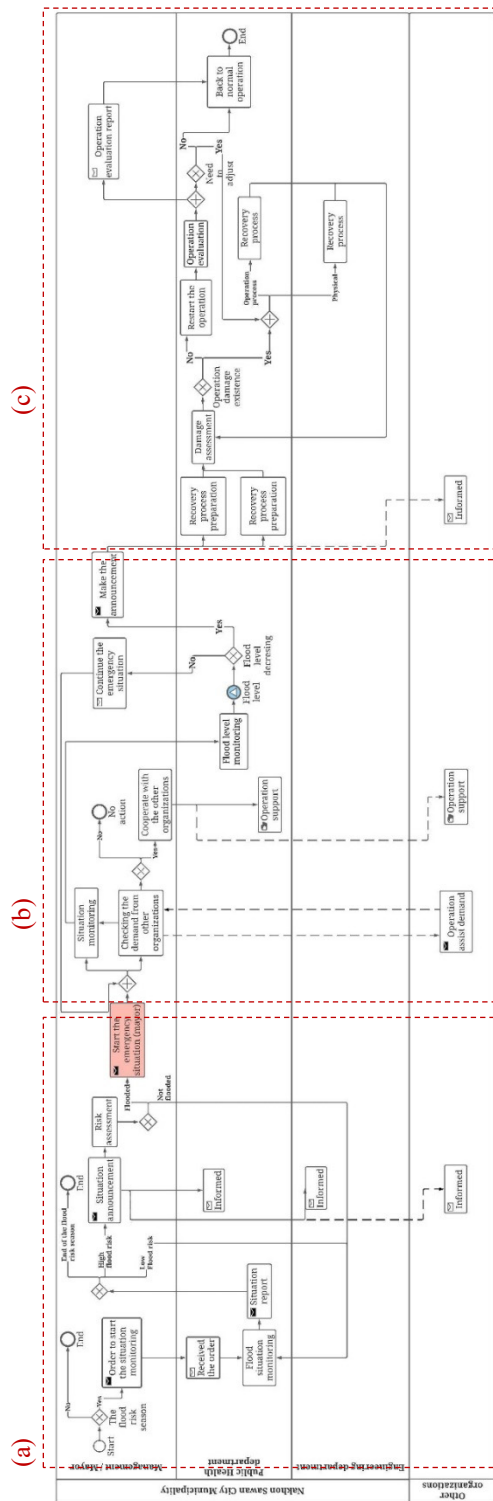 (a)
(b)
(c)
Nakhon Sawan City Municipality
Management / Mayor
Public Health
department
Engineering department
Other
organizations
Start
The flood
risk season
No
End
Yes
Order to start
the situation
monitoring
Received
the order
Flood
situation
monitoring
Situation
report
End of the flood
risk season
End
High
flood risk
Low
Flood risk
Situation
announcement
Informed
Informed
Informed
Risk
assessment
Flooded
Not
flooded
Start the
emergency
situation (mayor)
Situation
monitoring
Checking the
demand from
other
organizations
Operation
assist demand
No
No
action
Yes
Cooperate with
the other
organizations
Operation
support
Operation
support
Flood level
monitoring
Flood
level
Flood level
decresing
No
Continue the
emergency
situation
Yes
Make the
announcement
Recovery
process
preparation
Recovery
process
preparation
Informed
Damage
assessment
Operation
damage
existence
No
Yes
Restart the
operation
Operation
evaluation
Operation
process
Recovery
process
Physical
Recovery
process
Need
to
adjust
No
Yes
Operation
evaluation report
Back to
normal
operation
End